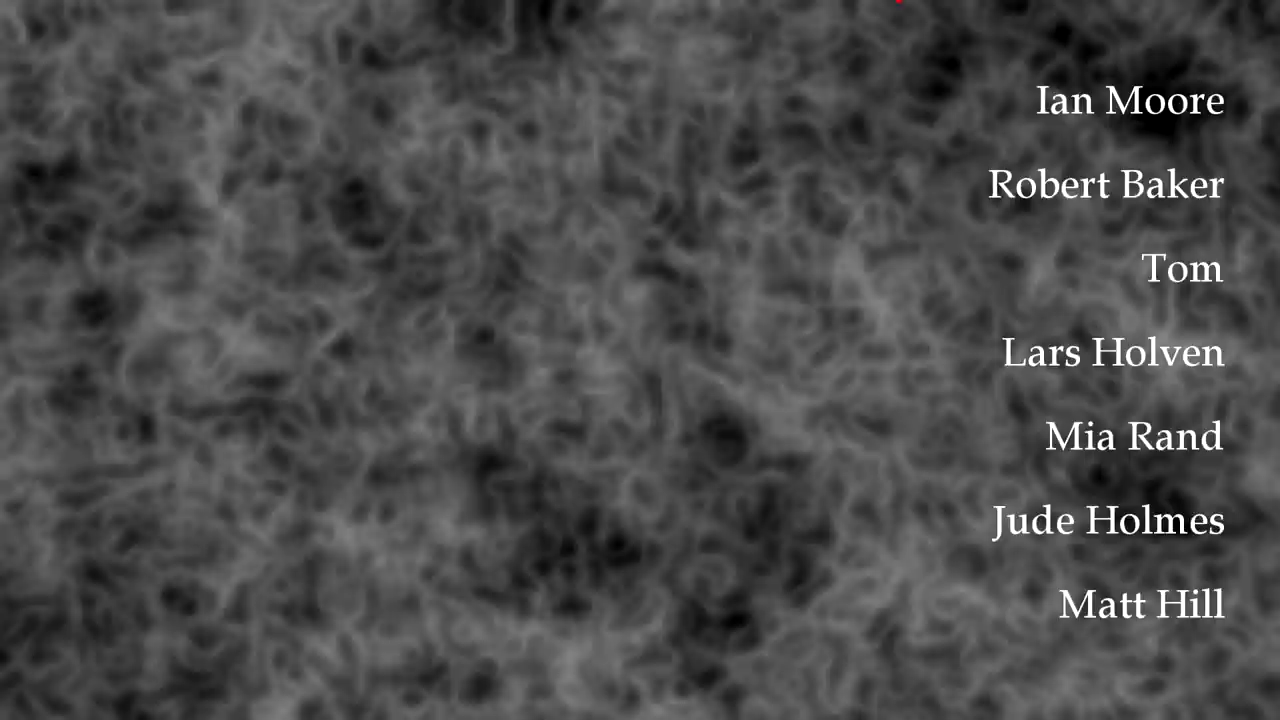 Ian Moore
Robert Baker
Tom
Lars Holven
Mia Rand
Jude Holmes
Matt Hill